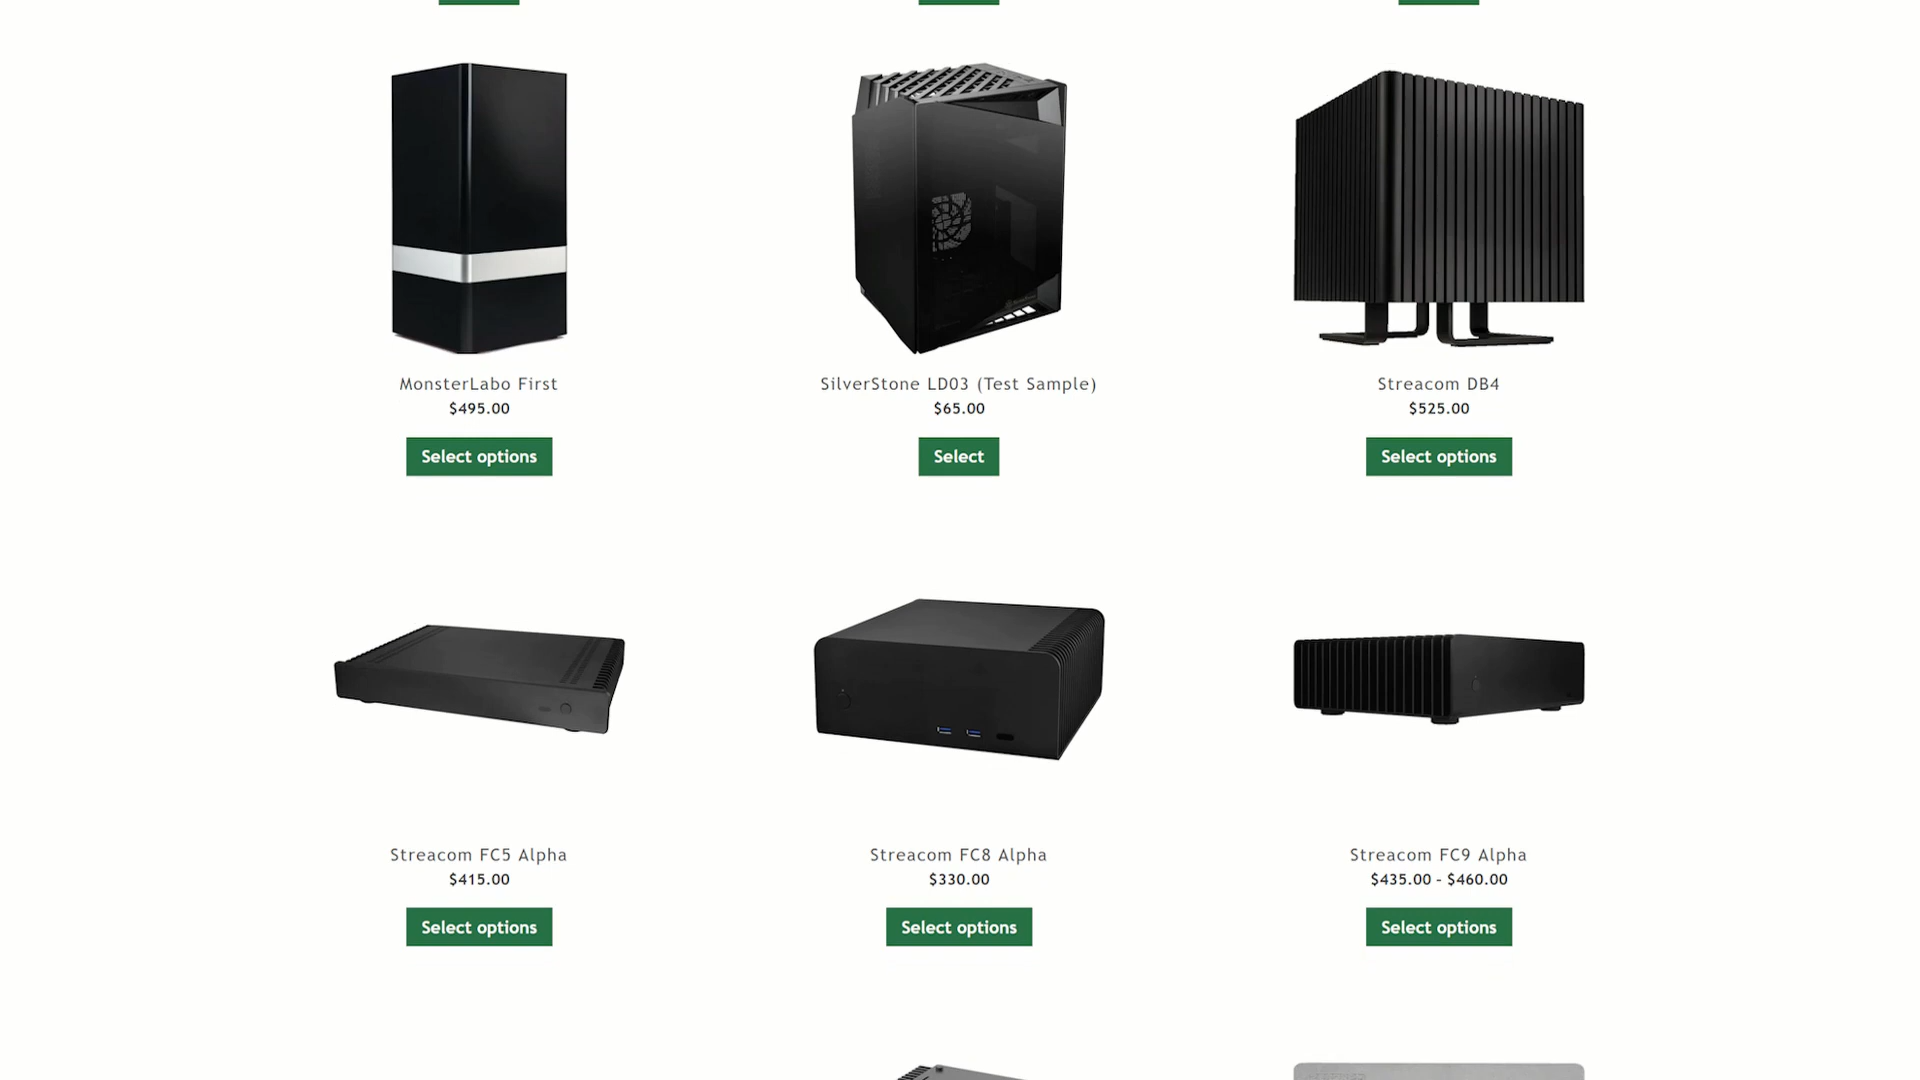 MonsterLabo First
$495.00
Select options
SilverStone LD03 (Test Sample)
$65.00
Select
Streacom DB4
$525.00
Select options
Streacom FC5 Alpha
$415.00
Select options
Streacom FC8 Alpha
$330.00
Select options
Streacom FC9 Alpha
$435.00 - $460.00
Select options